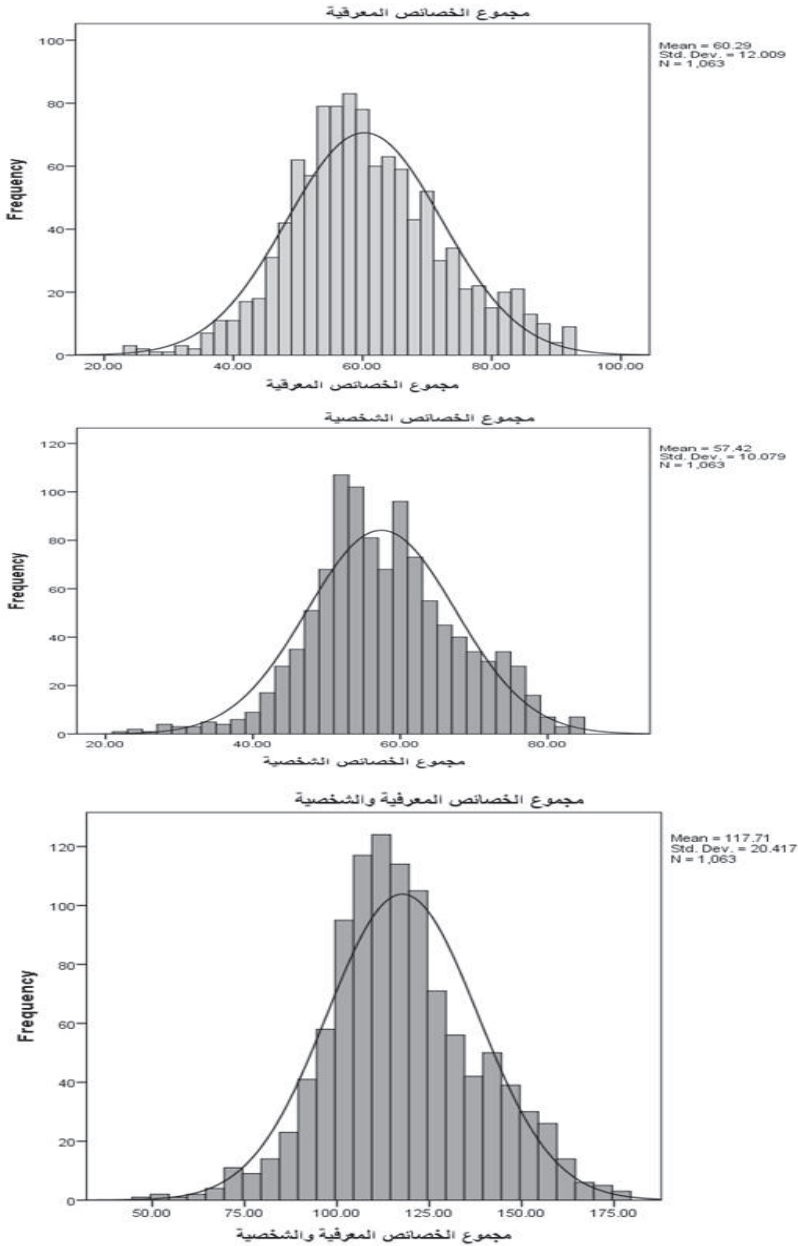 مجموع الخصائص المعرفية
Mean = 60.29
Std. Dev. = 12.009
N = 1,063
100
80
60
40
20
0
Frequency
20.00 40.00 60.00 80.00 100.00
مجموع الخصائص المعرفية
مجموع الخصائص الشخصية
Mean = 57.42
Std. Dev. = 10.079
N = 1,063
120
100
80
60
40
20
0
Frequency
20.00 40.00 60.00 80.00
مجموع الخصائص الشخصية
مجموع الخصائص المعرفية والشخصية
Mean = 117.71
Std. Dev. = 20.417
N = 1,063
120
100
80
60
40
20
0
Frequency
50.00 75.00 100.00 125.00 150.00 175.00
مجموع الخصائص المعرفية والشخصية